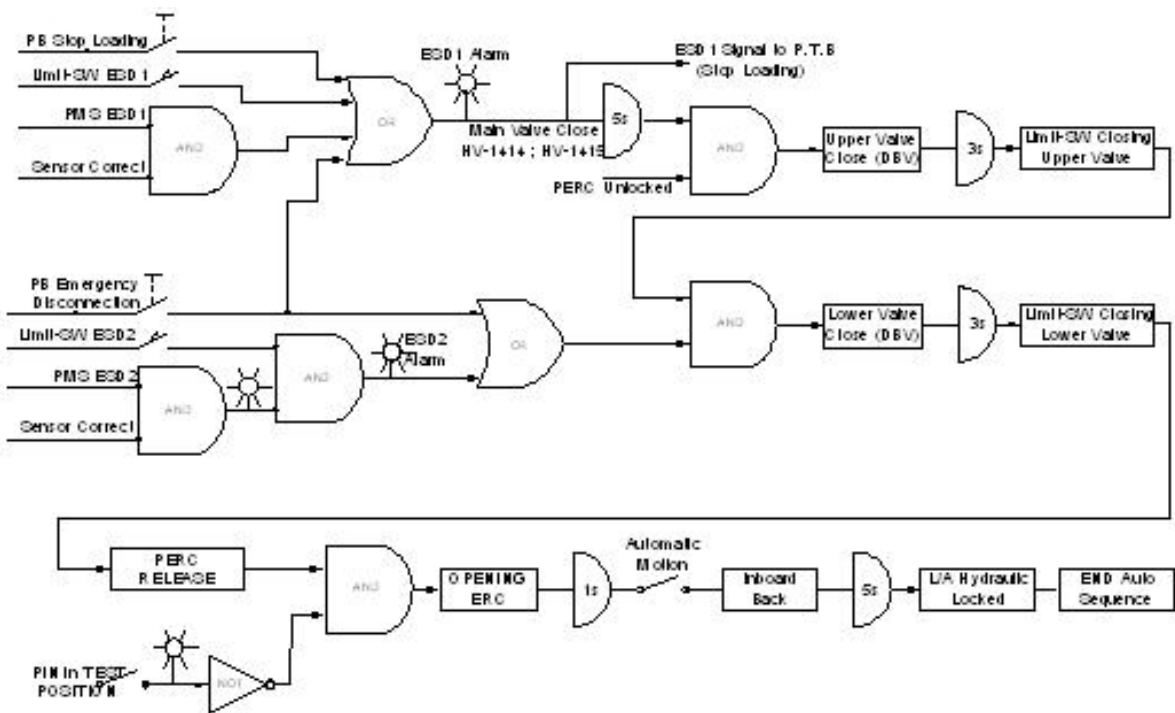 PB Stop Loading
ESD1 Alarm
ESD1 Signal to P.T.B
(Stop Loading)
Limit-SW ESD1
PMS ESD1
AND
OR
5s
Main Valve Close
HV-1414 ; HV-1415
Sensor Correct
AND
PERC Unlocked
Upper Valve
Close (DBV)
3s
Limit-SW Closing
Upper Valve
PB Emergency
Disconnection
Limit-SW ESD2
ESD2
Alarm
OR
AND
Lower Valve
Close (DBV)
3s
Limit-SW Closing
Lower Valve
PMS ESD2
AND
AND
Sensor Correct
PERC
RELEASE
AND
OPENING
ERC
1s
Automatic
Motion
Inboard
Back
5s
L/A Hydraulic
Locked
END Auto
Sequence
PIN in TEST
POSITION
NOT